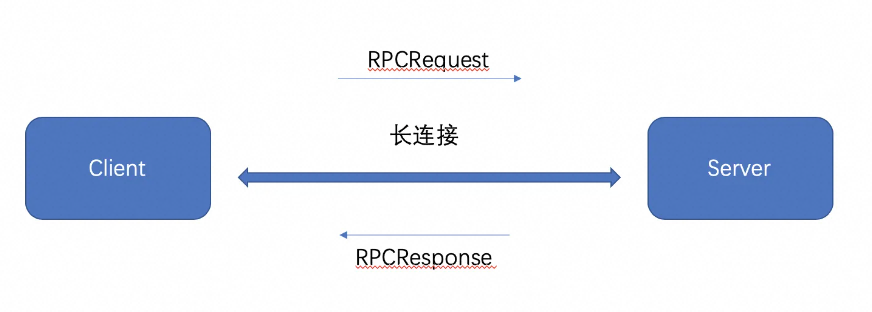 RPCRequest
长连接
Client
Server
RPCResponse